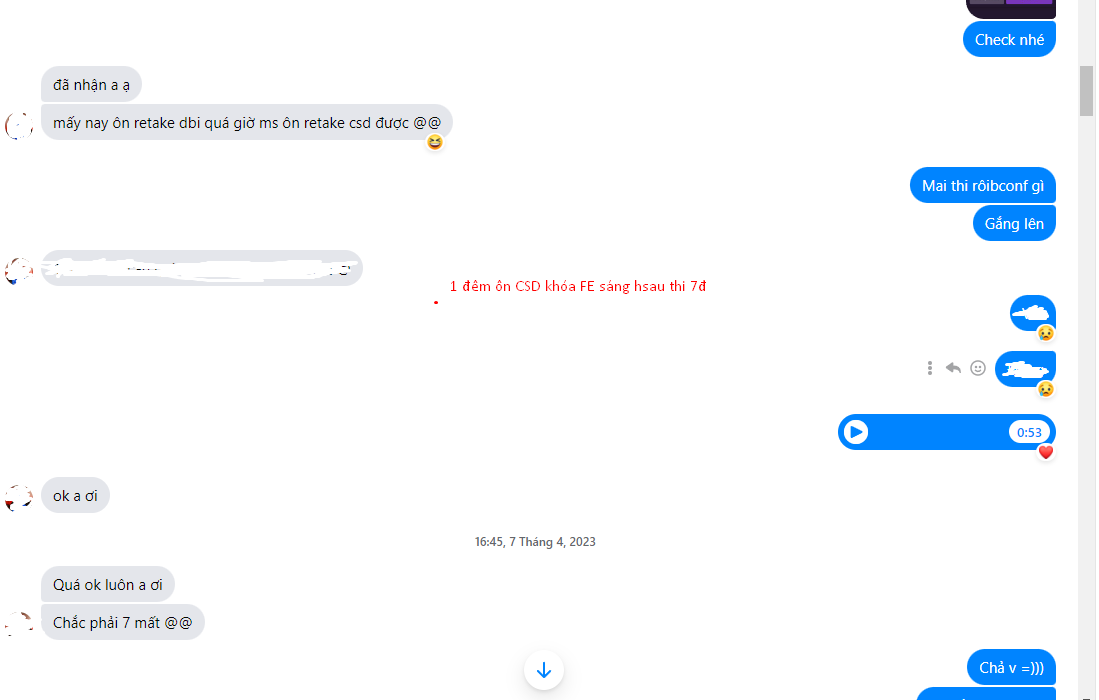 Check nhé
đã nhận a ạ
mấy nay ôn retake dbi quá giờ ms ôn retake csd được @@
Mai thi rôibconf gì
Gắng lên
1 đêm ôn CSD khóa FE sáng hsau thi 7đ
0:53
ok a ơi
16:45, 7 Tháng 4, 2023
Quá ok luôn a ơi
Chắc phải 7 mất @@
Chả v =)))